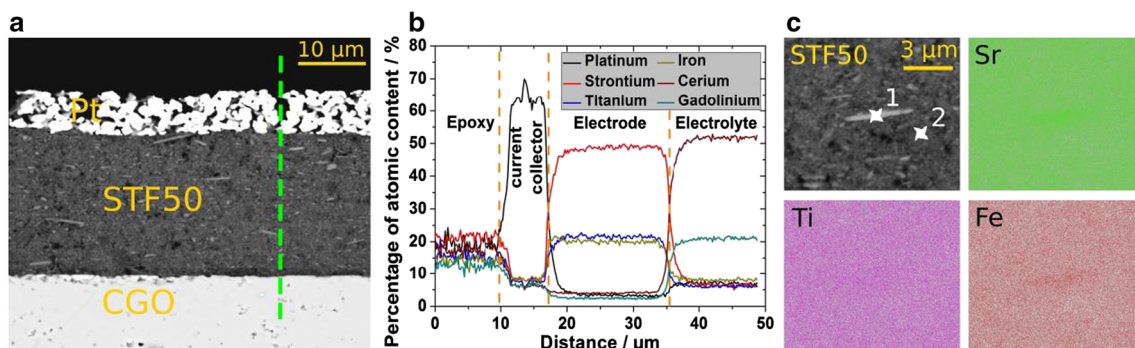 a
10 µm
Pt
STF50
CGO
b
Percentage of atomic content / %
80
70
60
50
40
30
20
10
0
Platinum Iron
Strontium Cerium
Titanium Gadolinium
Epoxy
current
collector
Electrode
Electrolyte
0 10 20 30 40 50
Distance / um
c
STF50
3 µm
1
2
Sr
Ti
Fe